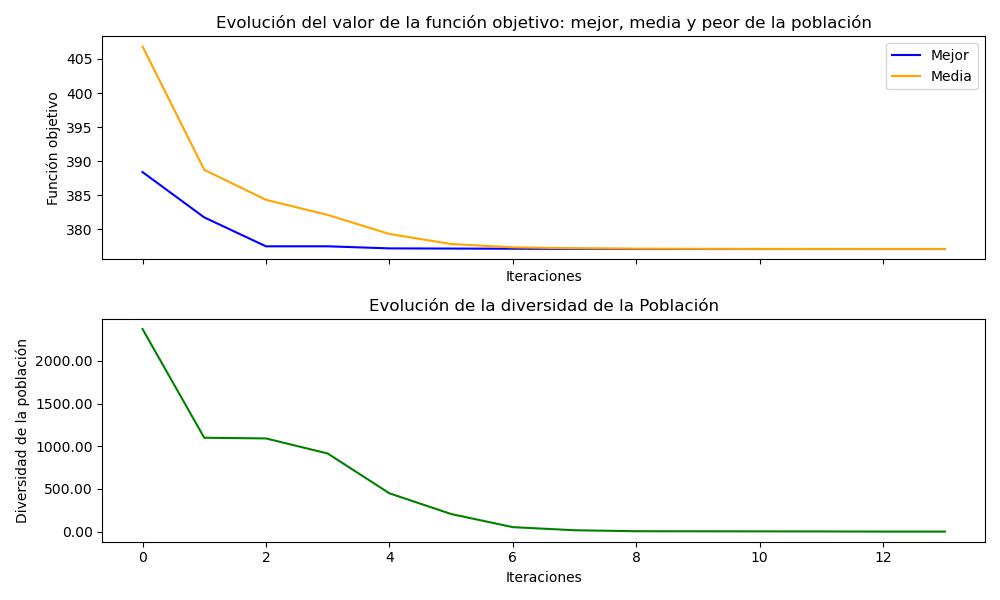 Evolución del valor de la función objetivo: mejor, media y peor de la población
405
400
395
390
385
380
Función objetivo
Mejor
Media
Iteraciones
Evolución de la diversidad de la Población
2000.00
1500.00
1000.00
500.00
0.00
Diversidad de la población
0 2 4 6 8 10 12
Iteraciones